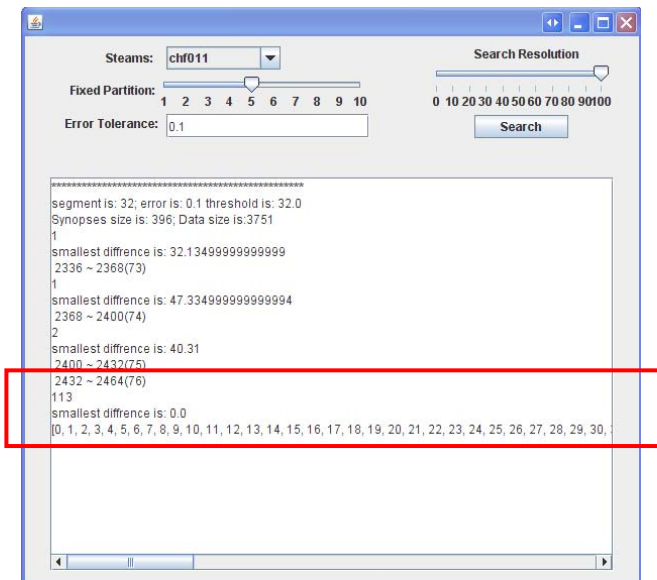 Steams: chf011
Search Resolution
Fixed Partition:
1 2 3 4 5 6 7 8 9 10
0 10 20 30 40 50 60 70 80 90100
Error Tolerance: 0.1
Search
**************************************************
segment is: 32; error is: 0.1 threshold is: 32.0
Synopses size is: 396; Data size is:3751
1
smallest diffrence is: 32.13499999999999
2336 ~ 2368(73)
1
smallest diffrence is: 47.334999999999994
2368 ~ 2400(74)
2
smallest diffrence is: 40.31
2400 ~ 2432(75)
2432 ~ 2464(76)
113
smallest diffrence is: 0.0
[0, 1, 2, 3, 4, 5, 6, 7, 8, 9, 10, 11, 12, 13, 14, 15, 16, 17, 18, 19, 20, 21, 22, 23, 24, 25, 26, 27, 28, 29, 30,